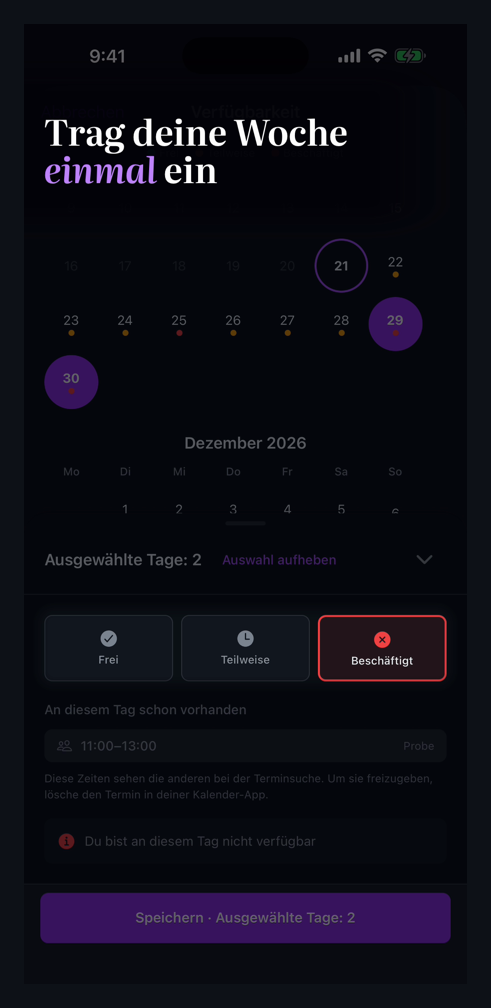 9:41
Verfügbarkeit
Trag deine Woche
einmal ein
16 17 18 19 20 21 22
23 24 25 26 27 28 29
30
Dezember 2026
Mo Di Mi Do Fr Sa So
1 2 3 4 5 6
Ausgewählte Tage: 2 Auswahl aufheben
Frei Teilweise Beschäftigt
An diesem Tag schon vorhanden
11:00–13:00 Probe
Diese Zeiten sehen die anderen bei der Terminsuche. Um sie freizugeben,
lösche den Termin in deiner Kalender-App.
Du bist an diesem Tag nicht verfügbar
Speichern · Ausgewählte Tage: 2